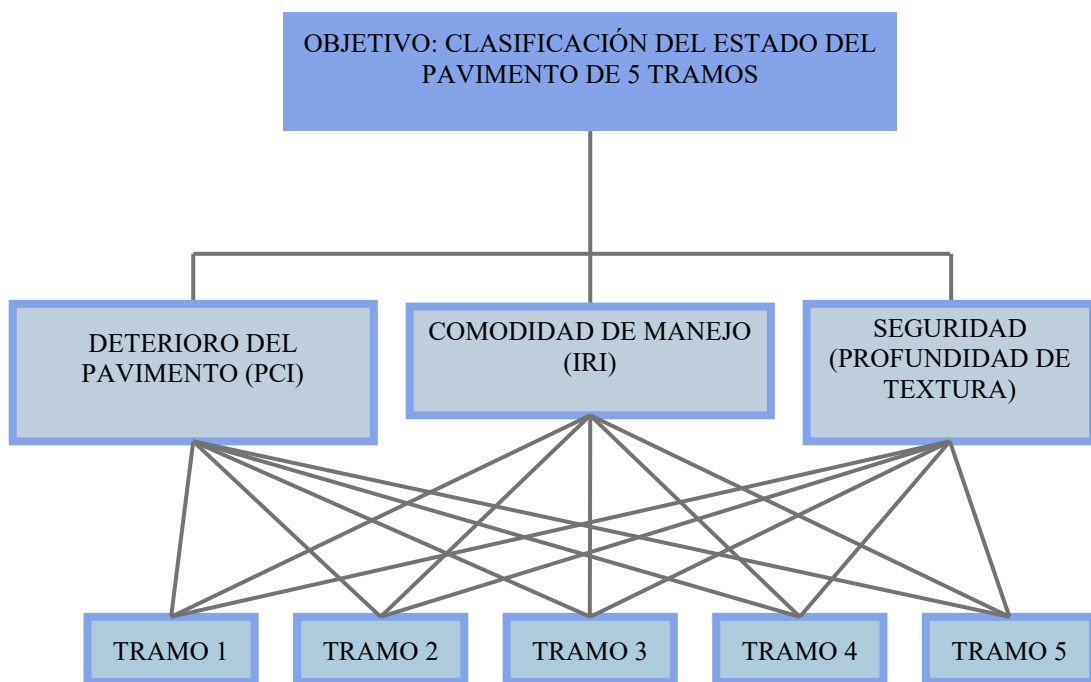 OBJETIVO: CLASIFICACIÓN DEL ESTADO DEL
PAVIMENTO DE 5 TRAMOS
DETERIORO DEL
PAVIMENTO (PCI)
COMODIDAD DE MANEJO
(IRI)
SEGURIDAD
(PROFUNDIDAD DE
TEXTURA)
TRAMO 1
TRAMO 2
TRAMO 3
TRAMO 4
TRAMO 5